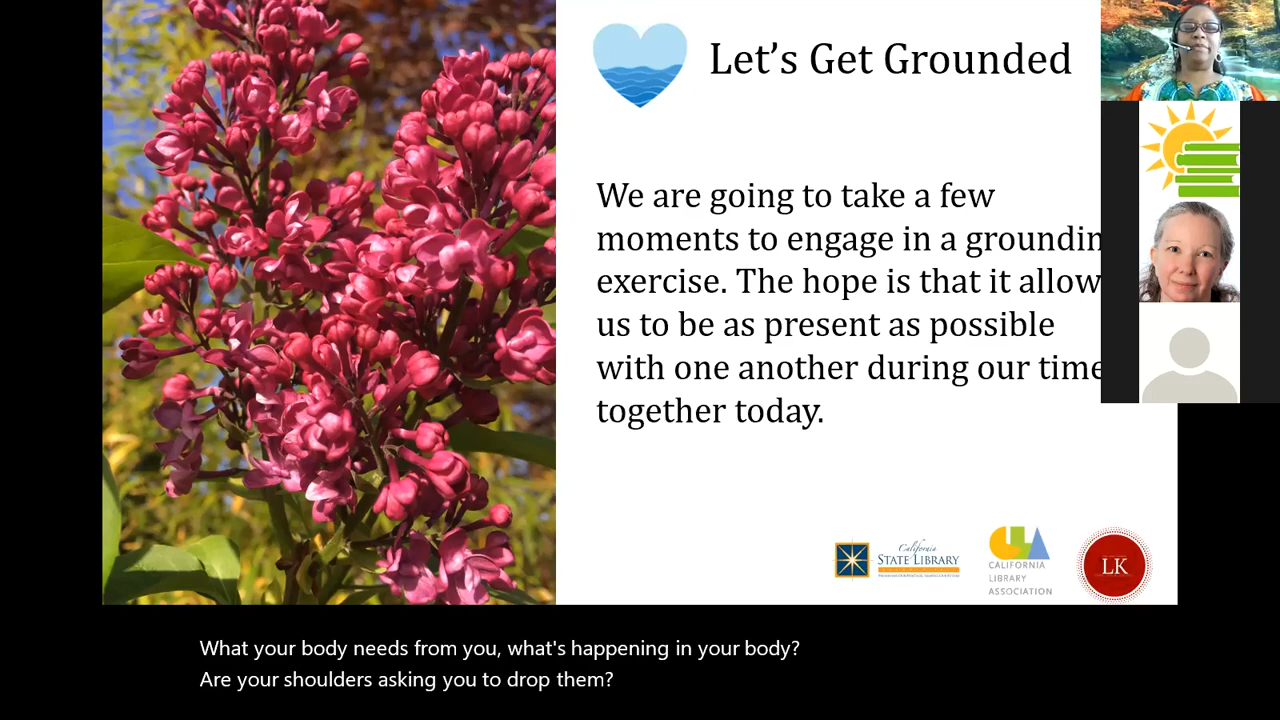 Let's Get Grounded
We are going to take a few
moments to engage in a groundin
exercise. The hope is that it allow
us to be as present as possible
with one another during our time
together today.
California
STATE LIBRARY
CLA
CALIFORNIA
LIBRARY
ASSOCIATION
LK
What your body needs from you, what's happening in your body?
Are your shoulders asking you to drop them?